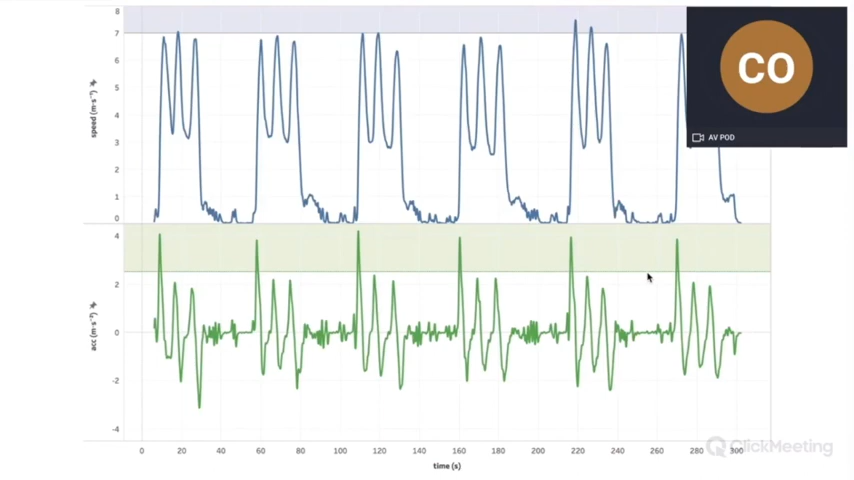 8
7
6
5
4
3
2
1
0
speed (m·s⁻¹)
CO
AV POD
4
2
0
-2
-4
acc (m·s⁻²)
0 20 40 60 80 100 120 140 160 180 200 220 240 260 280 300
time (s)
ClickMeeting